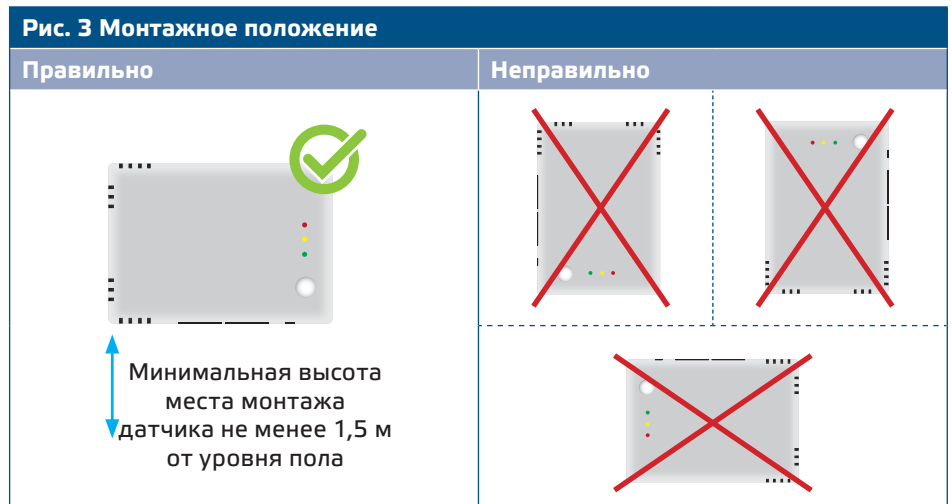 Рис. 3 Монтажное положение
Правильно
Неправильно
Минимальная высота
места монтажа
датчика не менее 1,5 м
от уровня пола